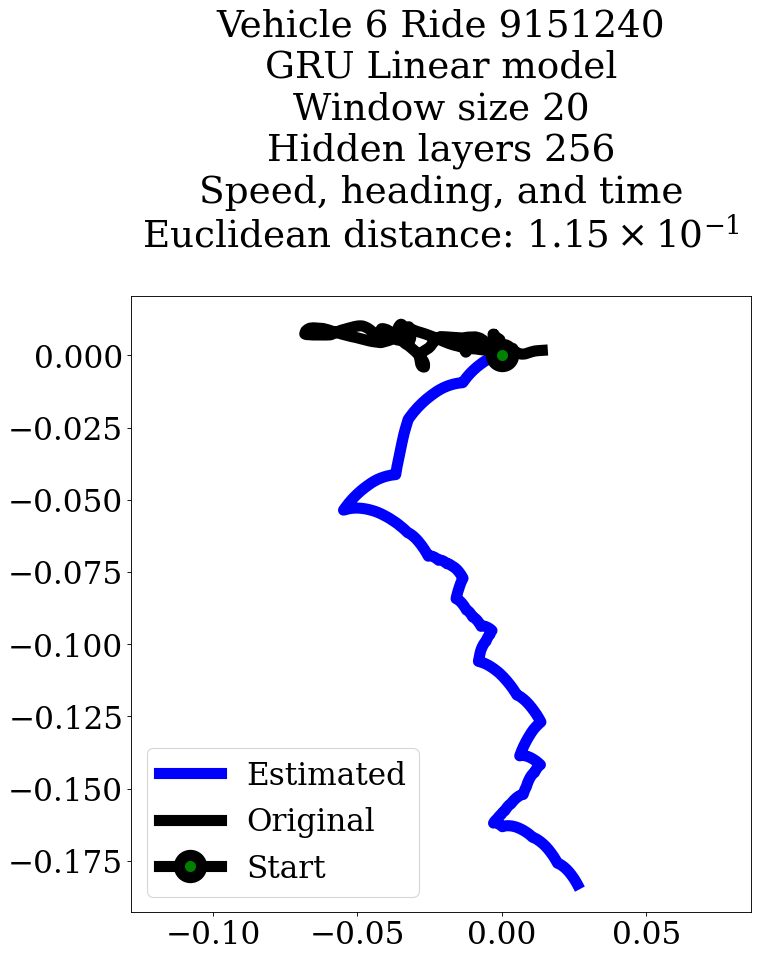 Vehicle 6 Ride 9151240
GRU Linear model
Window size 20
Hidden layers 256
Speed, heading, and time
Euclidean distance: 1.15 × 10⁻¹
0.000
−0.025
−0.050
−0.075
−0.100
−0.125
−0.150
−0.175
Estimated
Original
Start
−0.10 −0.05 0.00 0.05